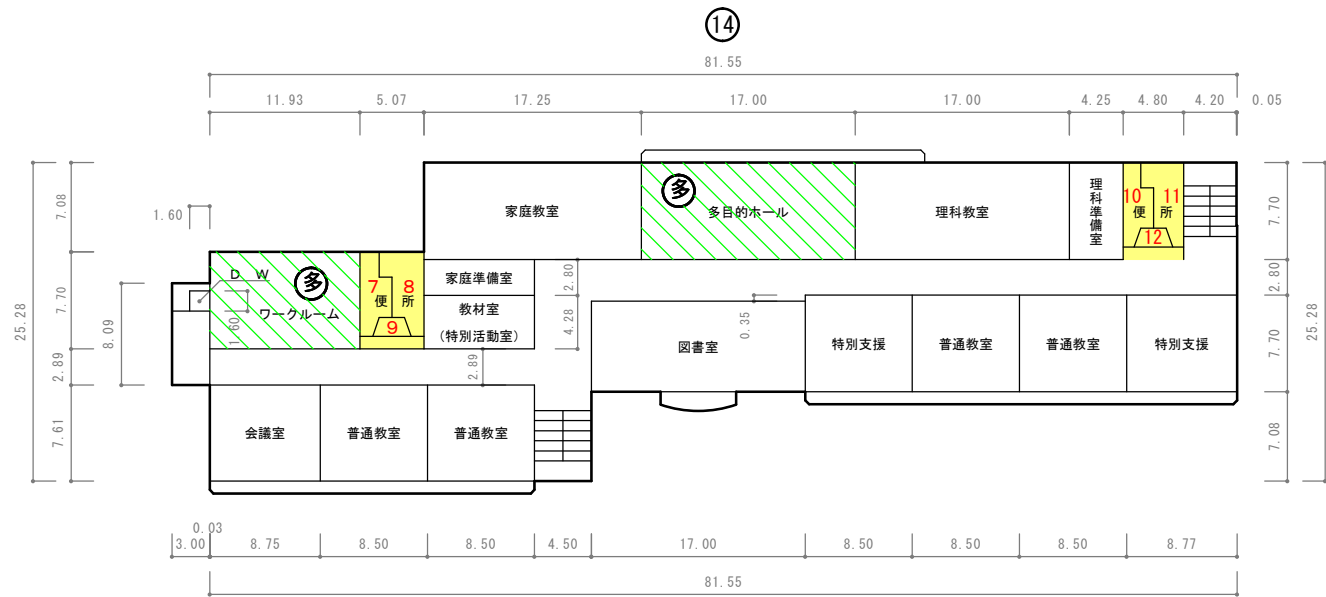 14
81.55
11.93 5.07 17.25 17.00 17.00 4.25 4.80 4.20 0.05
25.28
7.08
7.70
2.89
7.61
1.60
8.09
D W
1.60
多
ワークルーム
7 8
便 所
9
家庭教室
多
多目的ホール
理科教室
理科準備室
10 11
便 所
12
家庭準備室
教材室
(特別活動室)
2.80
4.28
2.89
0.35
図書室
特別支援
普通教室
普通教室
特別支援
会議室
普通教室
普通教室
7.70
2.80
7.70
7.08
25.28
0.03
3.00 8.75 8.50 8.50 4.50 17.00 8.50 8.50 8.50 8.77
81.55